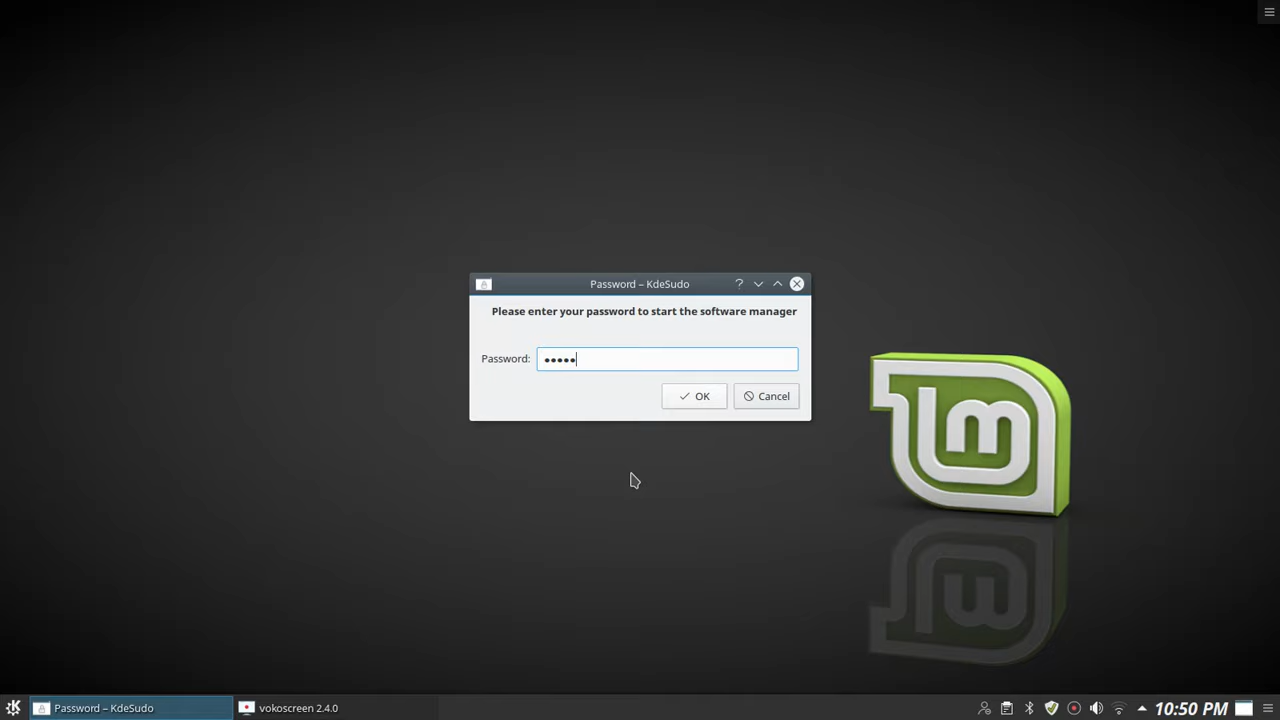 Password – KdeSudo
Please enter your password to start the software manager
Password: •••••
OK
Cancel
lm
Password – KdeSudo
vokoscreen 2.4.0
10:50 PM